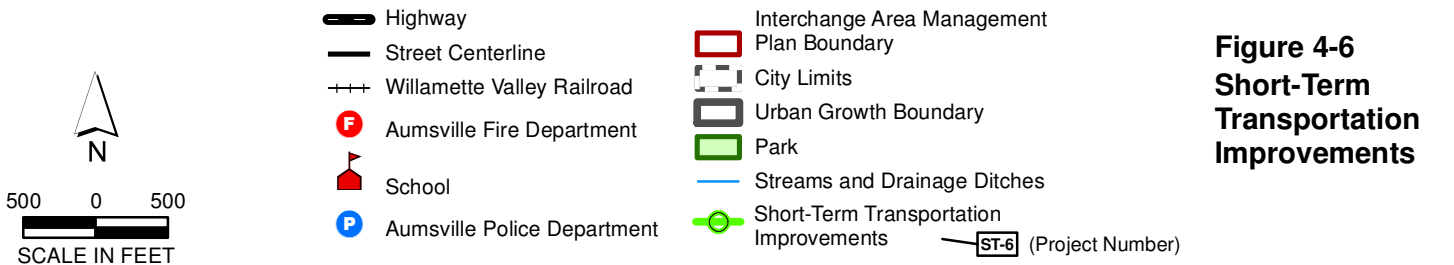 N
500 0 500
SCALE IN FEET
Highway
Street Centerline
Willamette Valley Railroad
F
Aumsville Fire Department
School
P
Aumsville Police Department
Interchange Area Management
Plan Boundary
City Limits
Urban Growth Boundary
Park
Streams and Drainage Ditches
Short-Term Transportation
Improvements
ST-6 (Project Number)
Figure 4-6
Short-Term
Transportation
Improvements